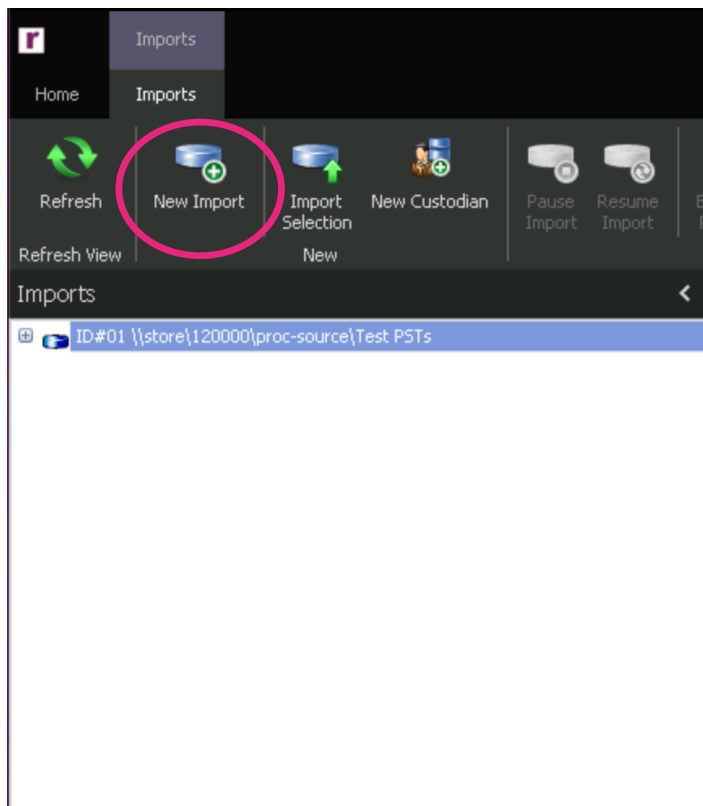 r
Imports
Home
Imports
Refresh
New Import
Import
Selection
New Custodian
Pause
Import
Resume
Import
Refresh View
New
Imports
ID#01 \\store\120000\proc-source\Test PSTs